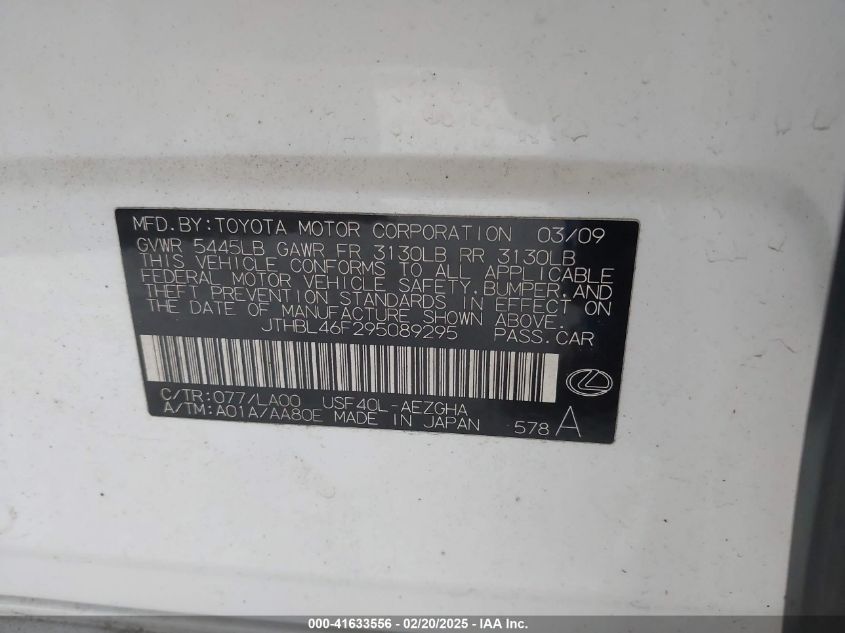 MFD.BY:TOYOTA MOTOR CORPORATION 03/09
GVWR 5445LB GAWR FR 3130LB RR 3130LB
THIS VEHICLE CONFORMS TO ALL APPLICABLE
FEDERAL MOTOR VEHICLE SAFETY,BUMPER,AND
THEFT PREVENTION STANDARDS IN EFFECT ON
THE DATE OF MANUFACTURE SHOWN ABOVE.
JTHBL46F295089295 PASS.CAR
C/TR:077/LA00 USF40L-AEZGHA
A/TM:A01A/AA80E MADE IN JAPAN 578 A
000-41633556 - 02/20/2025 - IAA Inc.